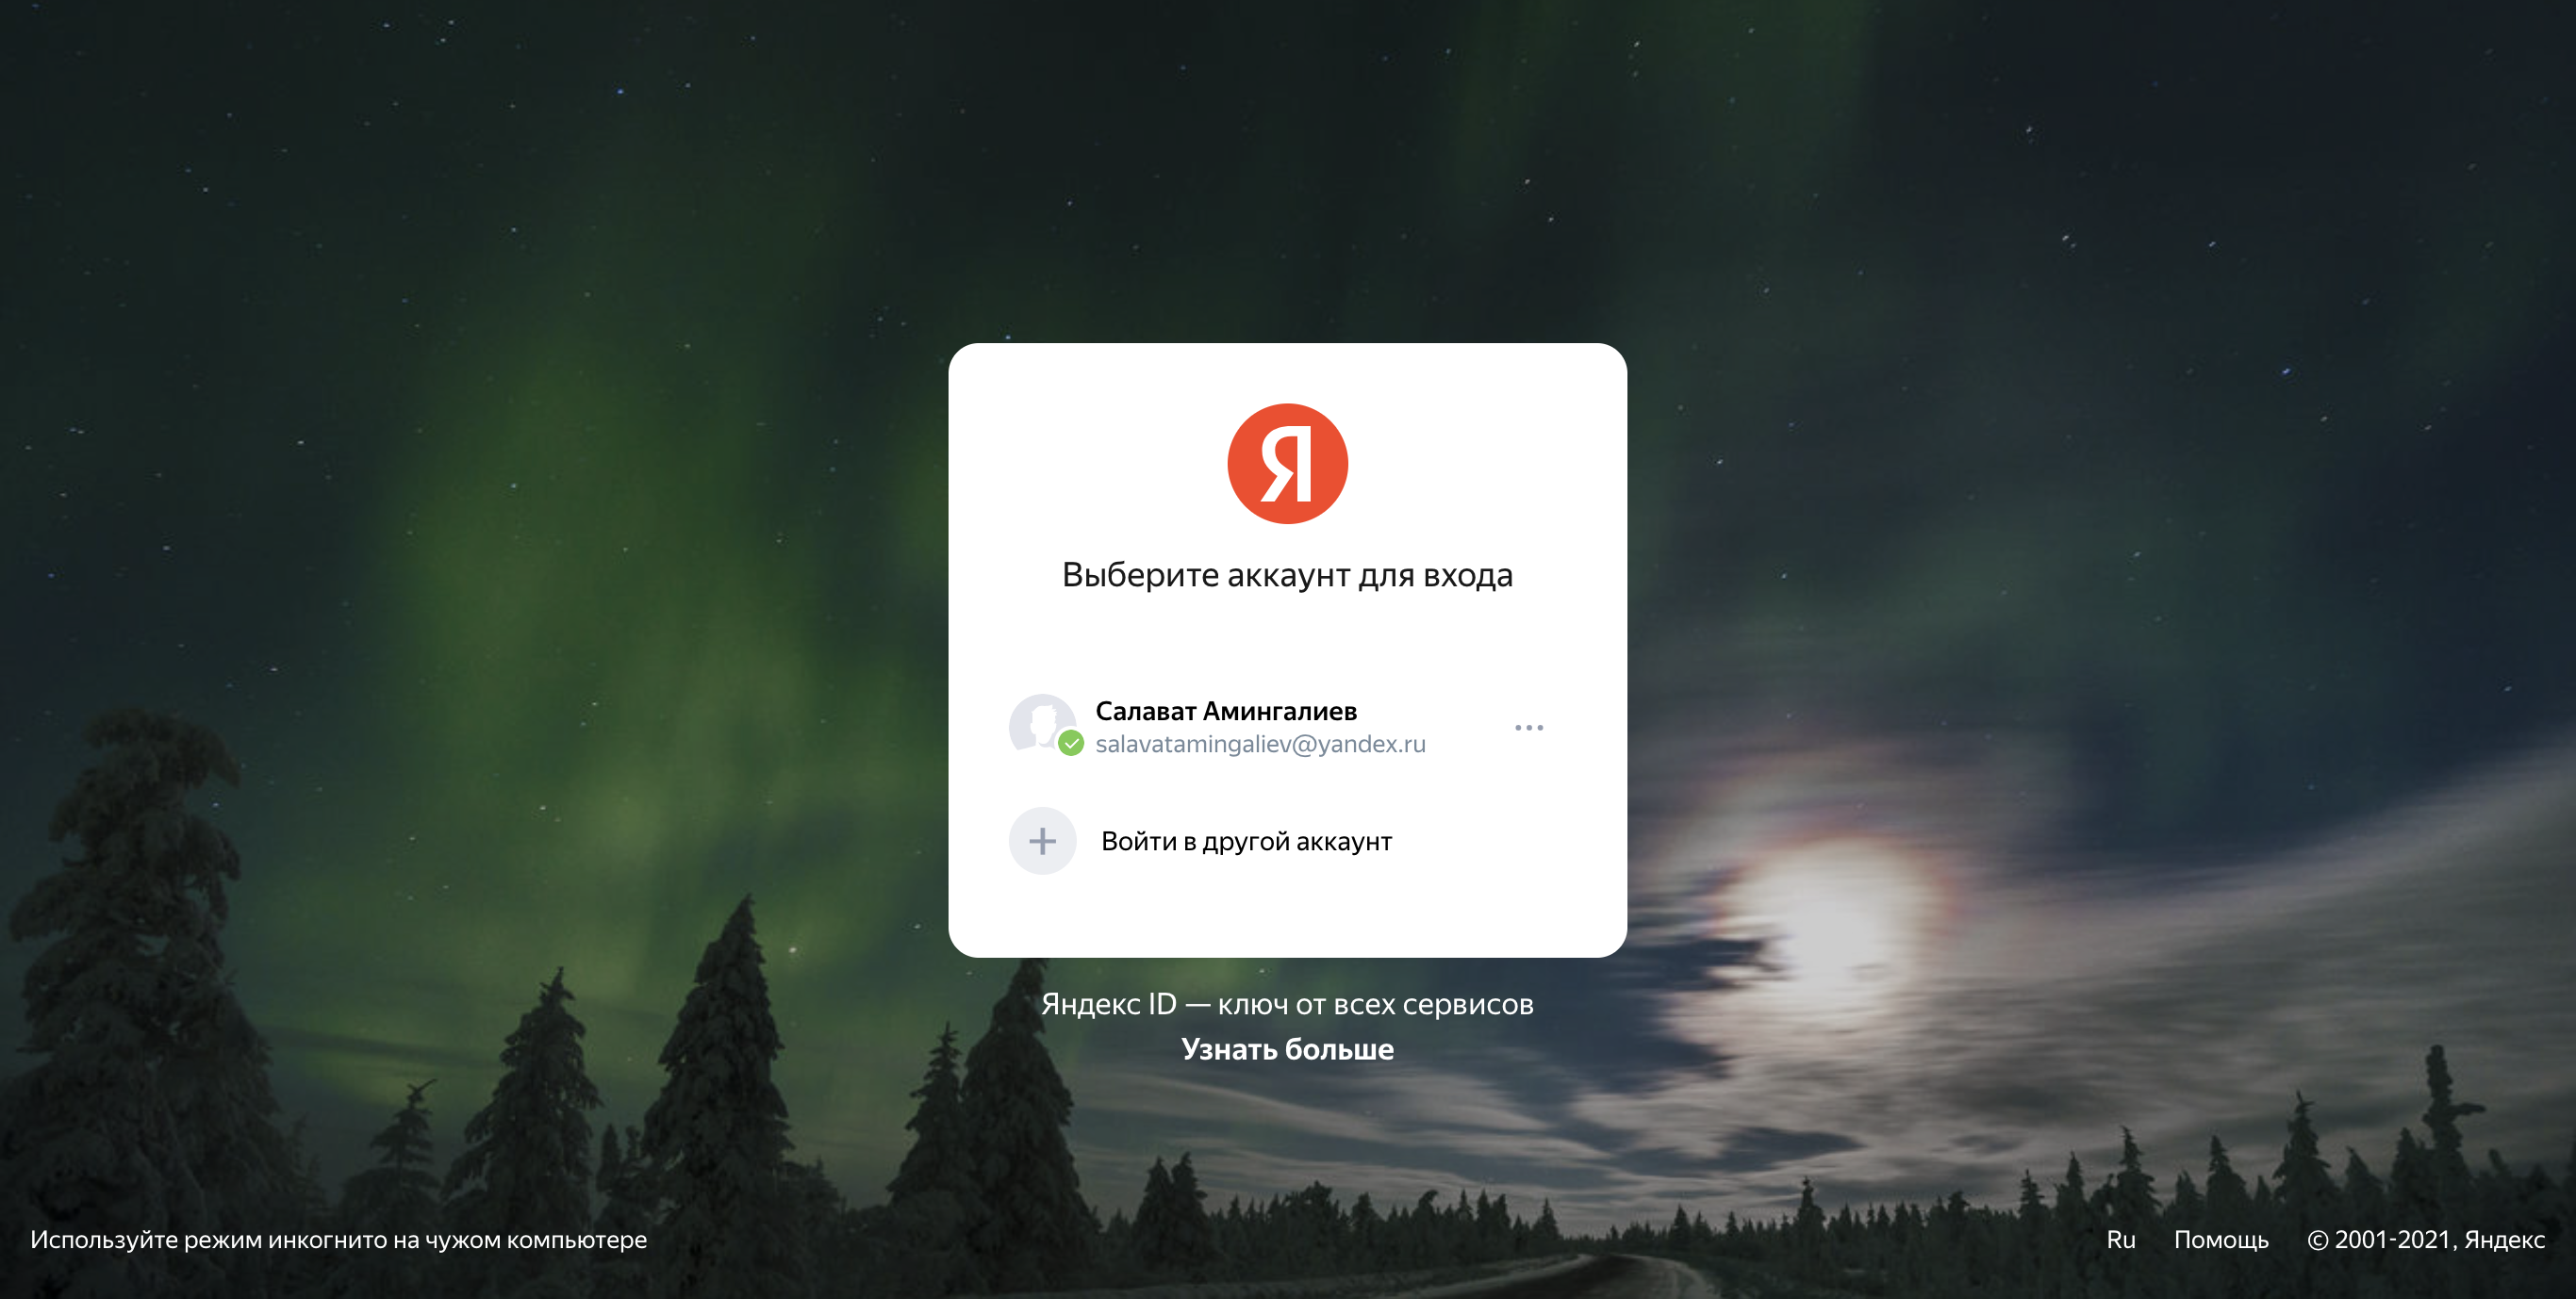 Я
Выберите аккаунт для входа
Салават Амингалиев
salavatamingaliev@yandex.ru
Войти в другой аккаунт
Яндекс ID — ключ от всех сервисов
Узнать больше
Используйте режим инкогнито на чужом компьютере
Ru Помощь © 2001-2021, Яндекс